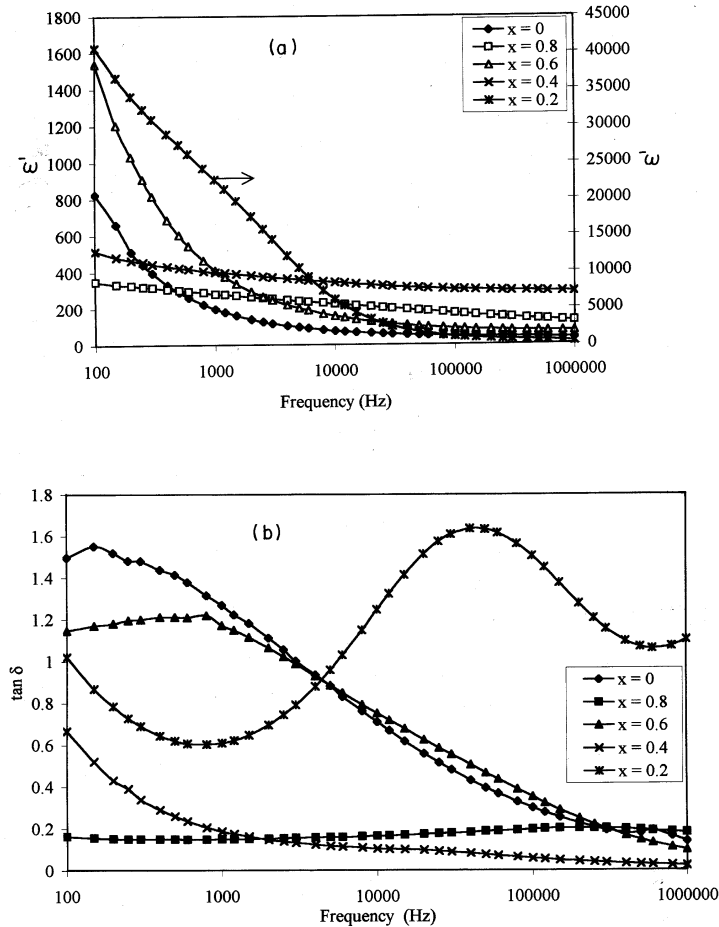 (a)
1800
1600
1400
1200
1000
800
600
400
200
0
ε'
45000
40000
35000
30000
25000
20000
15000
10000
5000
0
x = 0
x = 0.8
x = 0.6
x = 0.4
x = 0.2
100 1000 10000 100000 1000000
Frequency (Hz)
(b)
1.8
1.6
1.4
1.2
1
0.8
0.6
0.4
0.2
0
tan δ
x = 0
x = 0.8
x = 0.6
x = 0.4
x = 0.2
100 1000 10000 100000 1000000
Frequency (Hz)